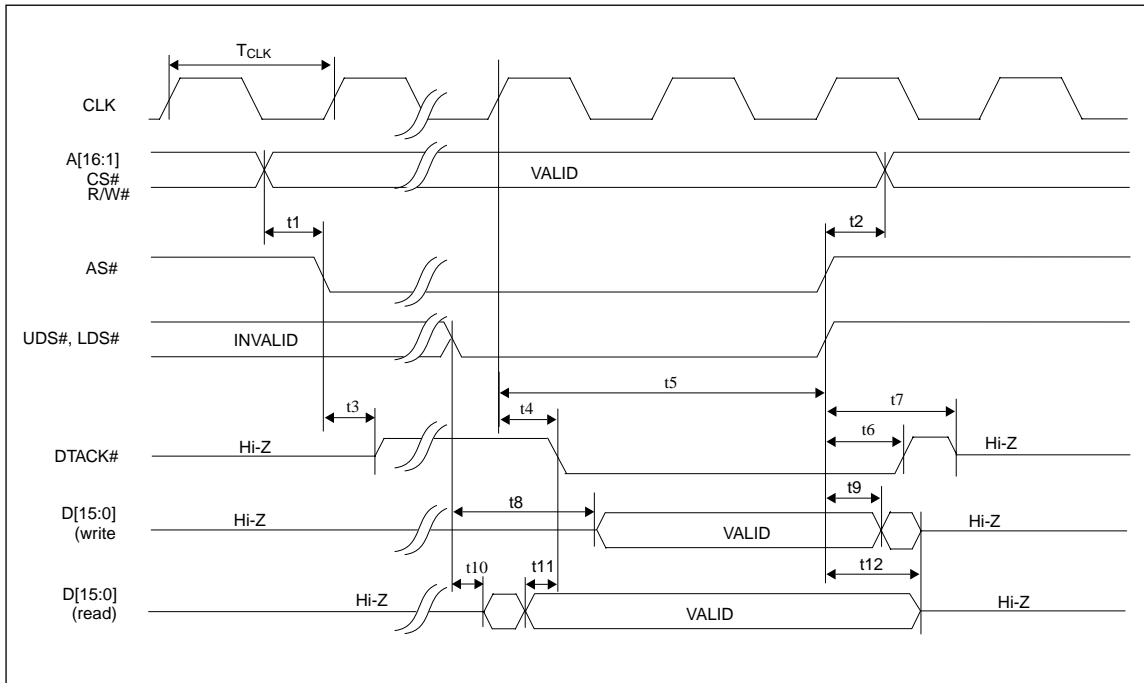 TCLK
CLK
A[16:1]
CS#
R/W#
VALID
t1
t2
AS#
UDS#, LDS#
INVALID
t5
t3
t4
t7
t6
DTACK#
Hi-Z
Hi-Z
t8
t9
D[15:0]
(write
Hi-Z
VALID
Hi-Z
t10
t11
t12
D[15:0]
(read)
Hi-Z
VALID
Hi-Z